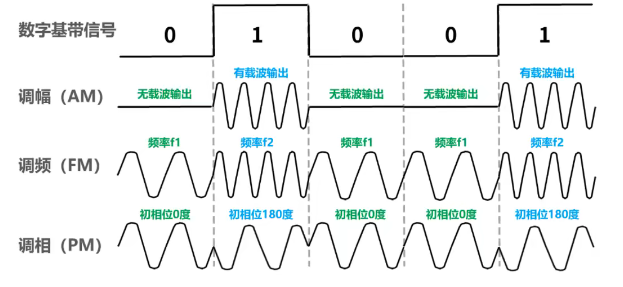 数字基带信号 0 1 0 0 1
有载波输出 有载波输出
调幅（AM） 无载波输出 无载波输出 无载波输出
频率f1 频率f2 频率f1 频率f1 频率f2
调频（FM）
初相位0度 初相位180度 初相位0度 初相位0度 初相位180度
调相（PM）